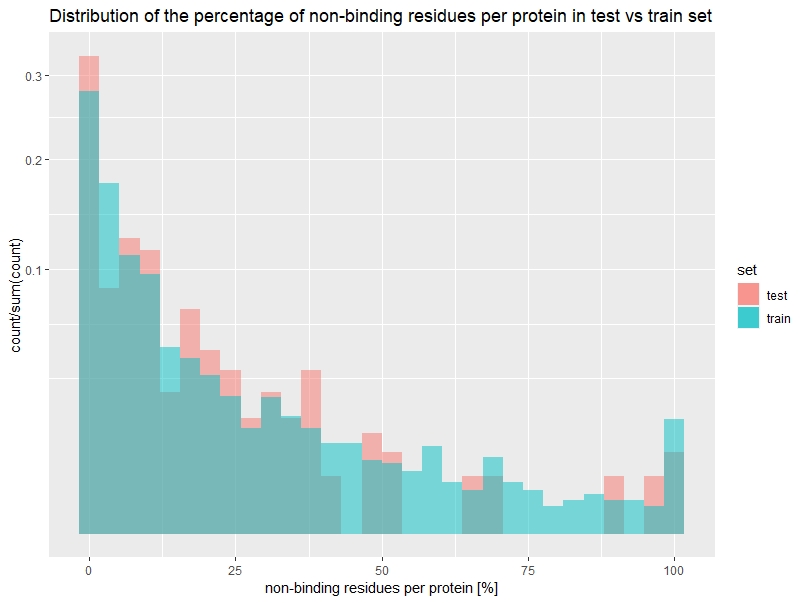 Distribution of the percentage of non-binding residues per protein in test vs train set
0.3
0.2
0.1
count/sum(count)
0
25
50
75
100
non-binding residues per protein [%]
set
test
train